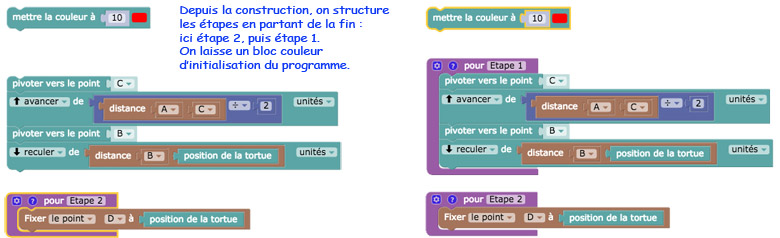 mettre la couleur à 10
Depuis la construction, on structure
les étapes en partant de la fin :
ici étape 2, puis étape 1.
On laisse un bloc couleur
d'initialisation du programme.
pivoter vers le point C
avancer de distance A C ÷ 2 unités
pivoter vers le point B
reculer de distance B position de la tortue unités
? pour Etape 2
Fixer le point D à position de la tortue
mettre la couleur à 10
? pour Etape 1
pivoter vers le point C
avancer de distance A C ÷ 2 unités
pivoter vers le point B
reculer de distance B position de la tortue unités
? pour Etape 2
Fixer le point D à position de la tortue